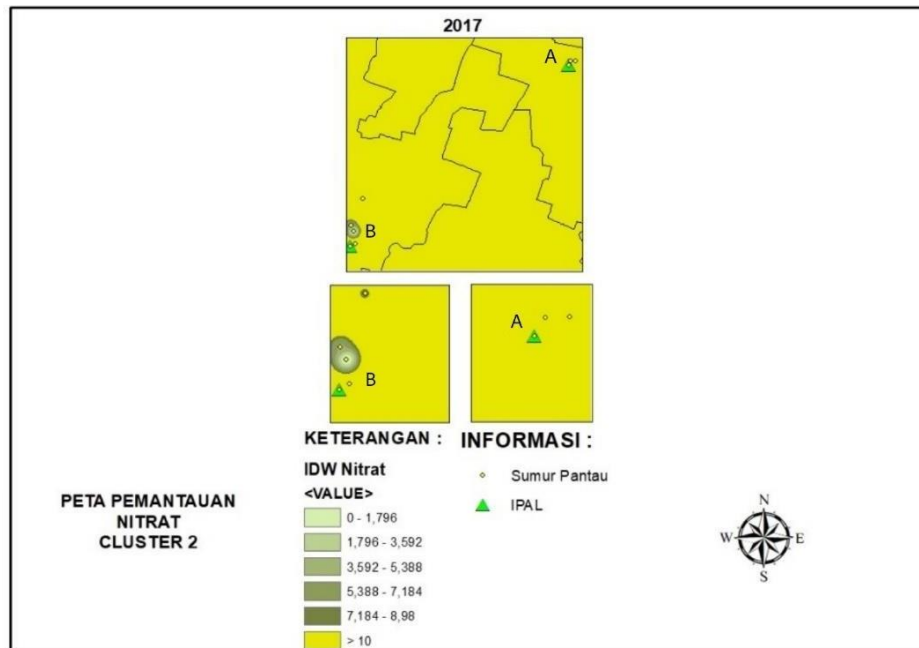 2017
A
B
B
A
KETERANGAN :
IDW Nitrat
<VALUE>
0 - 1,796
1,796 - 3,592
3,592 - 5,388
5,388 - 7,184
7,184 - 8,98
> 10
INFORMASI :
Sumur Pantau
IPAL
PETA PEMANTAUAN
NITRAT
CLUSTER 2
N
W
E
S